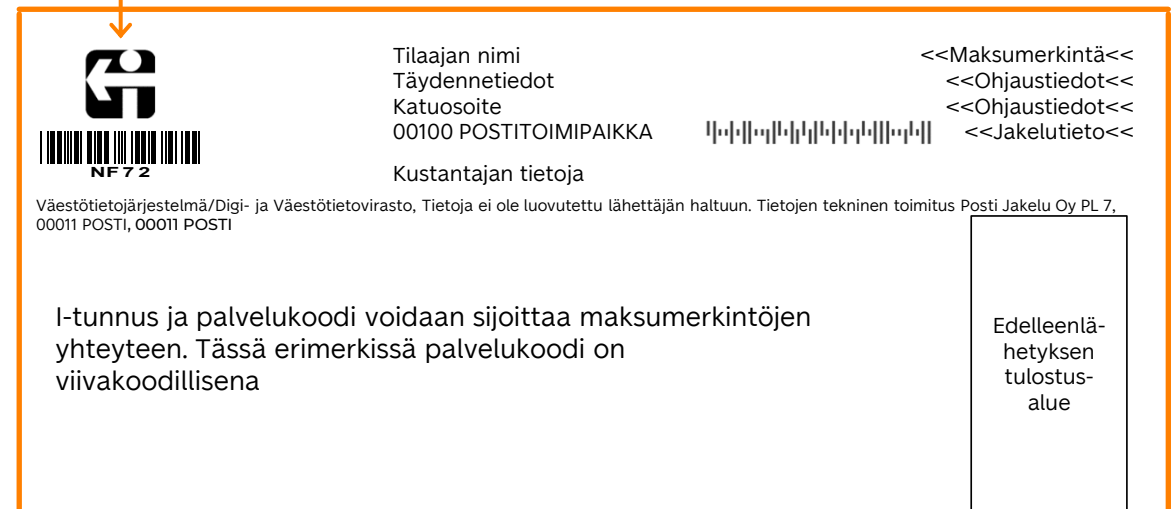 Tilaajan nimi
<<Maksumerkintä<<
Täydennetiedot
<<Ohjaustiedot<<
Katuosoite
<<Ohjaustiedot<<
00100 POSTITOIMIPAIKKA
<<Jakelutieto<<
NF72
Kustantajan tietoja
Väestötietojärjestelmä/Digi- ja Väestötietovirasto, Tietoja ei ole luovutettu lähettäjän haltuun. Tietojen tekninen toimitus Posti Jakelu Oy PL 7,
00011 POSTI, 00011 POSTI
I-tunnus ja palvelukoodi voidaan sijoittaa maksumerkintöjen
yhteyteen. Tässä erimerkissä palvelukoodi on
viivakoodillisena
Edelleenlä-
hetyksen
tulostus-
alue